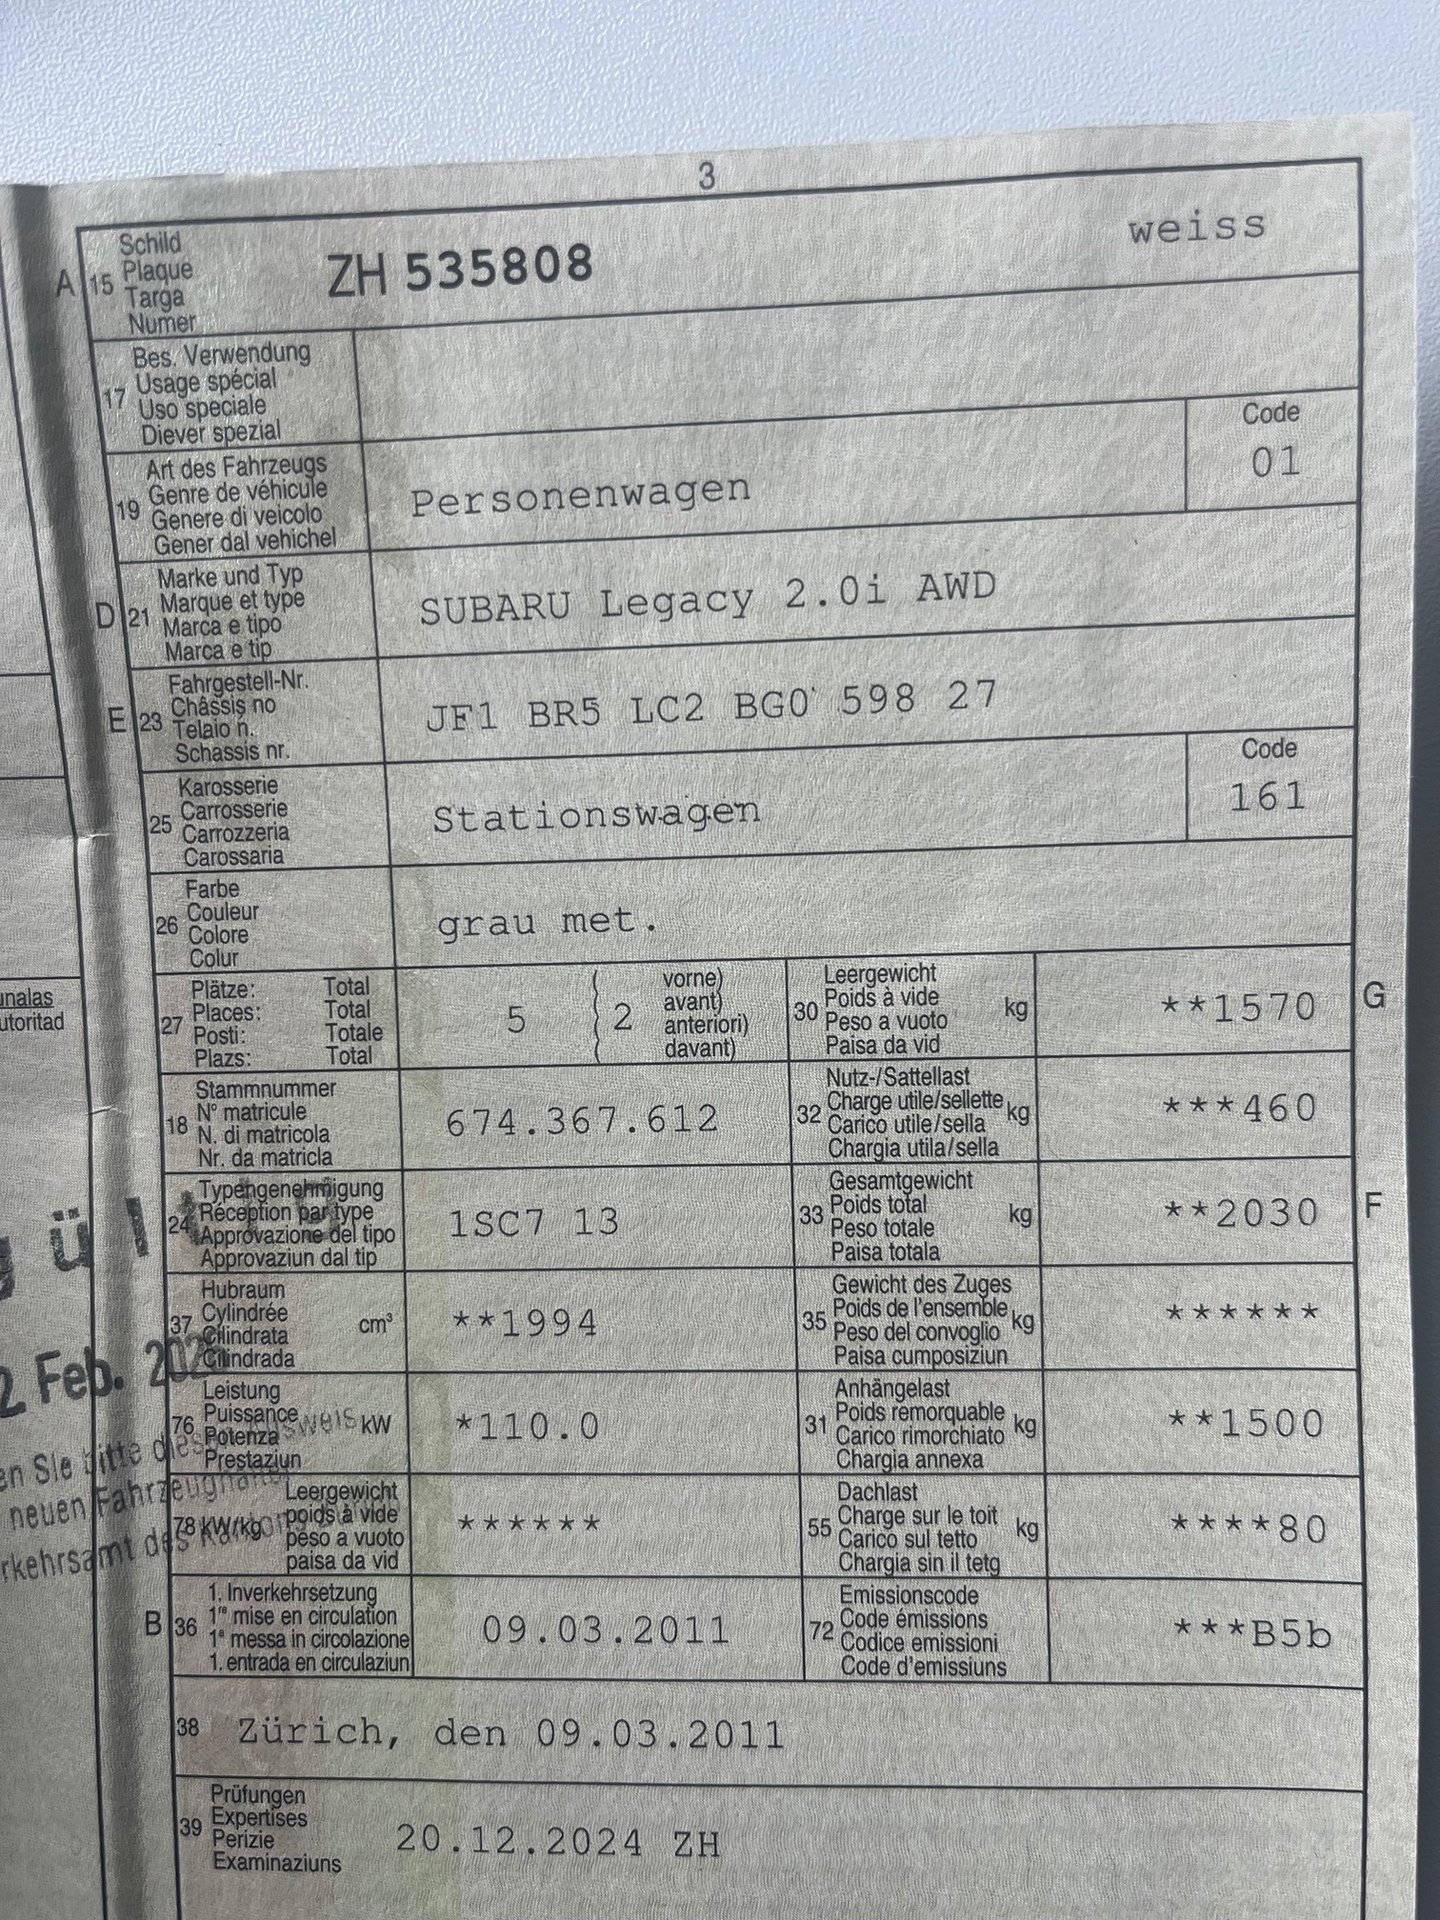 3
A 15 Schild
Plaque
Targa
Numer
ZH 535808 weiss
17 Bes. Verwendung
Usage spécial
Uso speciale
Diever spezial
19 Art des Fahrzeugs
Genre de véhicule
Genere di veicolo
Gener dal vehichel
Personenwagen
Code
01
D 21 Marke und Typ
Marque et type
Marca e tipo
Marca e tip
SUBARU Legacy 2.0i AWD
E 23 Fahrgestell-Nr.
Châssis no
Telaio n.
Schassis nr.
JF1 BR5 LC2 BG0 598 27
25 Karosserie
Carrosserie
Carrozzeria
Carossaria
Stationswagen
Code
161
26 Farbe
Couleur
Colore
Colur
grau met.
27 Plätze: Total
Places: Total
Posti: Totale
Plazs: Total
5 ( 2 vorne)
avant)
anteriori)
davant)
30 Leergewicht
Poids à vide kg
Peso a vuoto
Paisa da vid
**1570 G
18 Stammnummer
N° matricule
N. di matricola
Nr. da matricla
674.367.612
32 Nutz-/Sattellast
Charge utile/sellette kg
Carico utile/sella
Chargia utila/sella
***460
24 Typengenehmigung
Réception par type
Approvazione del tipo
Approvaziun dal tip
1SC7 13
33 Gesamtgewicht
Poids total kg
Peso totale
Paisa totala
**2030 F
37 Hubraum
Cylindrée cm³
Cilindrata
Cilindrada
**1994
35 Gewicht des Zuges
Poids de l'ensemble kg
Peso del convoglio
Paisa cumposiziun
******
76 Leistung
Puissance kW
Potenza
Prestaziun
*110.0
31 Anhängelast
Poids remorquable kg
Carico rimorchiato
Chargia annexa
**1500
78 kW/kg Leergewicht
poids à vide
peso a vuoto
paisa da vid
******
55 Dachlast
Charge sur le toit kg
Carico sul tetto
Chargia sin il tetg
****80
B 36 1. Inverkehrsetzung
1re mise en circulation
1a messa in circolazione
1. entrada en circulaziun
09.03.2011
72 Emissionscode
Code émissions
Codice emissioni
Code d'emissiuns
***B5b
38 Zürich, den 09.03.2011
39 Prüfungen
Expertises
Perizie
Examinaziuns
20.12.2024 ZH
Feb.
Sie bitte
neuen
des